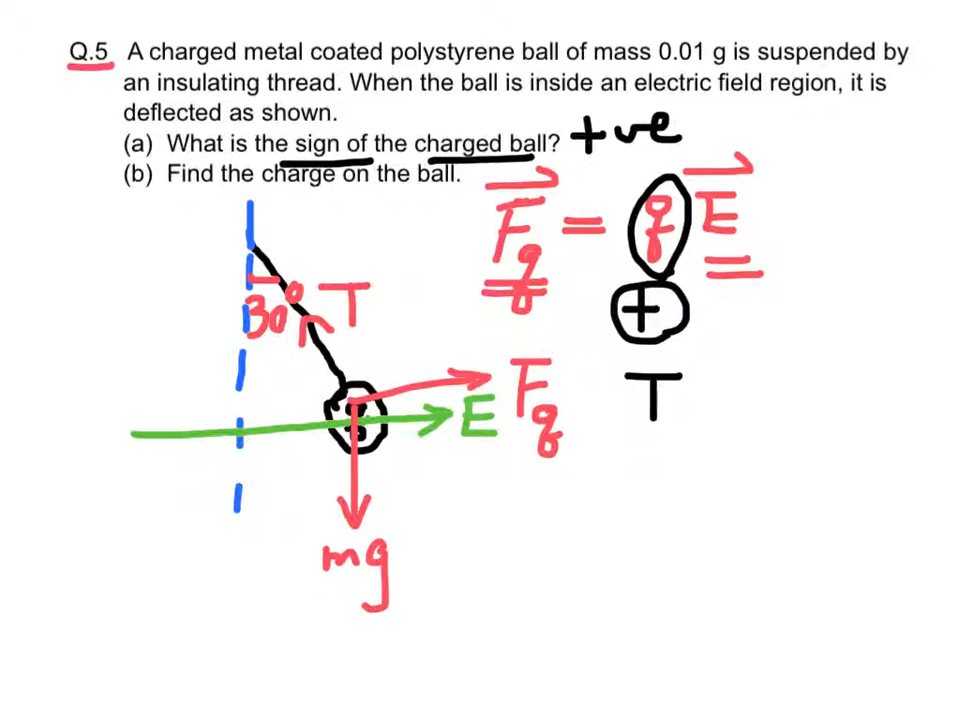 Q.5 A charged metal coated polystyrene ball of mass 0.01 g is suspended by
an insulating thread. When the ball is inside an electric field region, it is
deflected as shown.
(a) What is the sign of the charged ball? +ve
(b) Find the charge on the ball.
Fq = q E
+
30° T
T
Fq
E
mg